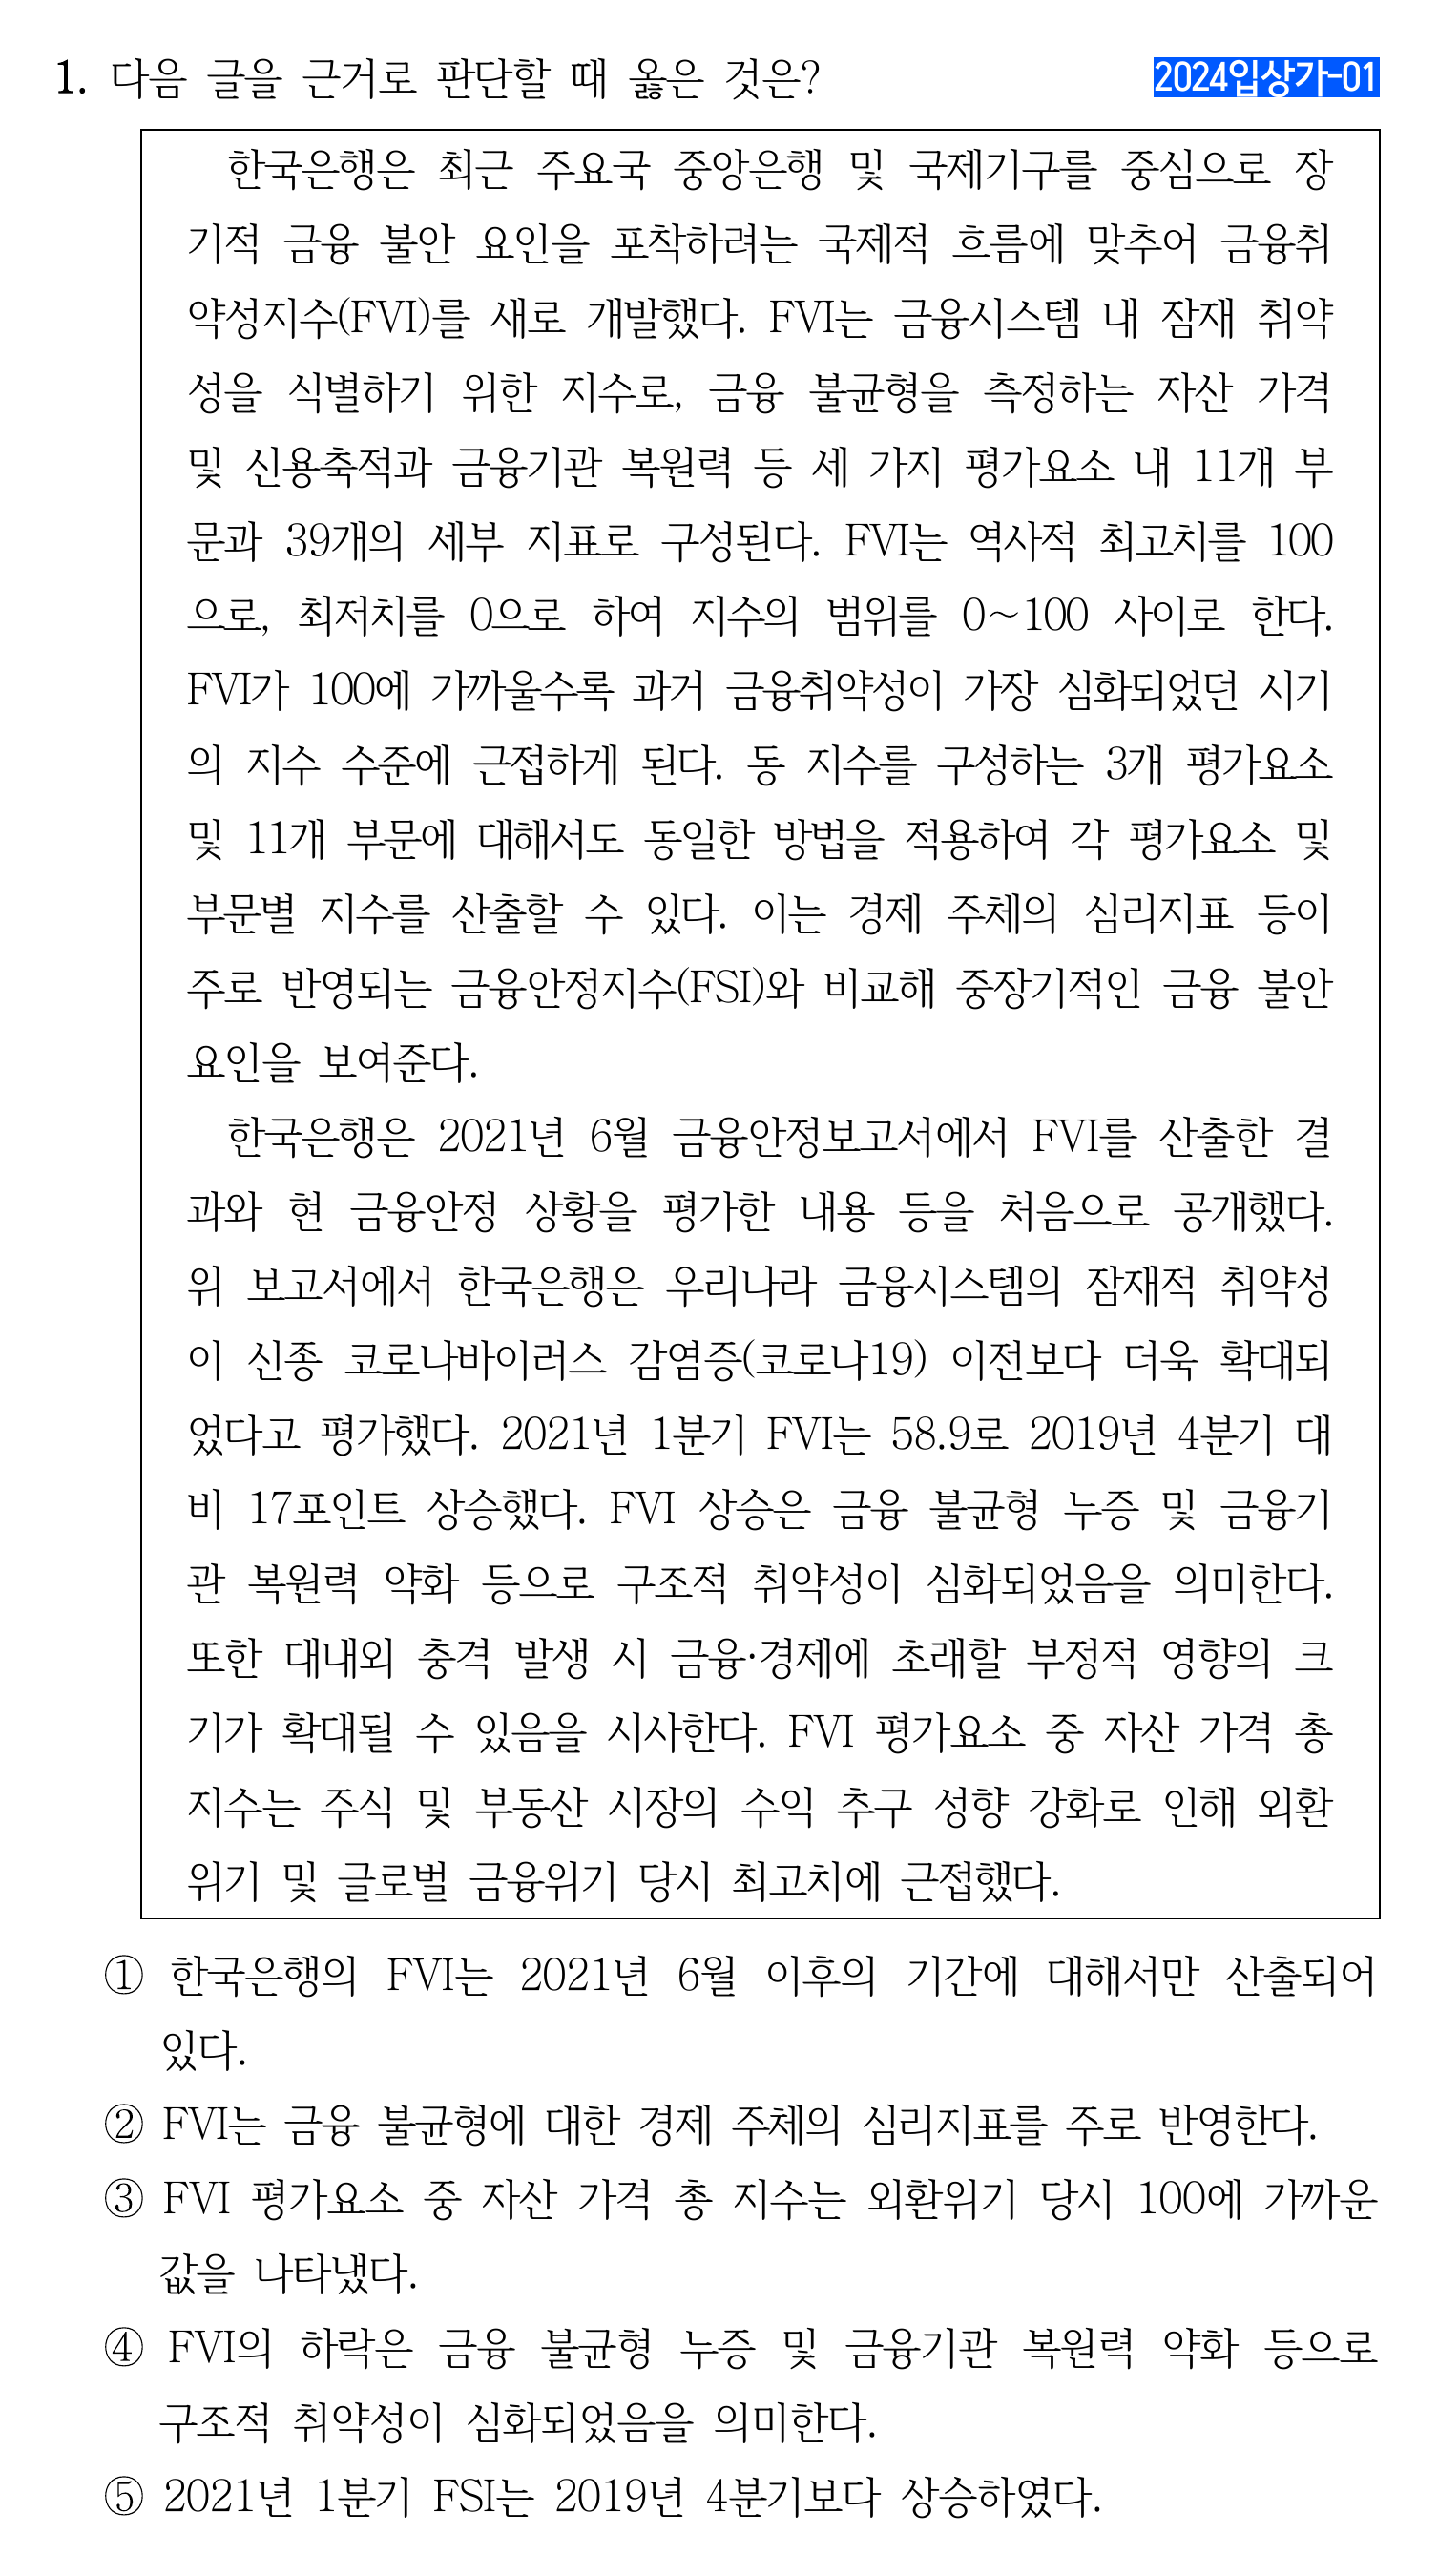 1. 다음 글을 근거로 판단할 때 옳은 것은?
2024입상가-01
한국은행은 최근 주요국 중앙은행 및 국제기구를 중심으로 장
기적 금융 불안 요인을 포착하려는 국제적 흐름에 맞추어 금융취
약성지수(FVI)를 새로 개발했다. FVI는 금융시스템 내 잠재 취약
성을 식별하기 위한 지수로, 금융 불균형을 측정하는 자산 가격
및 신용축적과 금융기관 복원력 등 세 가지 평가요소 내 11개 부
문과 39개의 세부 지표로 구성된다. FVI는 역사적 최고치를 100
으로, 최저치를 0으로 하여 지수의 범위를 0~100 사이로 한다.
FVI가 100에 가까울수록 과거 금융취약성이 가장 심화되었던 시기
의 지수 수준에 근접하게 된다. 동 지수를 구성하는 3개 평가요소
및 11개 부문에 대해서도 동일한 방법을 적용하여 각 평가요소 및
부문별 지수를 산출할 수 있다. 이는 경제 주체의 심리지표 등이
주로 반영되는 금융안정지수(FSI)와 비교해 중장기적인 금융 불안
요인을 보여준다.
한국은행은 2021년 6월 금융안정보고서에서 FVI를 산출한 결
과와 현 금융안정 상황을 평가한 내용 등을 처음으로 공개했다.
위 보고서에서 한국은행은 우리나라 금융시스템의 잠재적 취약성
이 신종 코로나바이러스 감염증(코로나19) 이전보다 더욱 확대되
었다고 평가했다. 2021년 1분기 FVI는 58.9로 2019년 4분기 대
비 17포인트 상승했다. FVI 상승은 금융 불균형 누증 및 금융기
관 복원력 약화 등으로 구조적 취약성이 심화되었음을 의미한다.
또한 대내외 충격 발생 시 금융·경제에 초래할 부정적 영향의 크
기가 확대될 수 있음을 시사한다. FVI 평가요소 중 자산 가격 총
지수는 주식 및 부동산 시장의 수익 추구 성향 강화로 인해 외환
위기 및 글로벌 금융위기 당시 최고치에 근접했다.
① 한국은행의 FVI는 2021년 6월 이후의 기간에 대해서만 산출되어
있다.
② FVI는 금융 불균형에 대한 경제 주체의 심리지표를 주로 반영한다.
③ FVI 평가요소 중 자산 가격 총 지수는 외환위기 당시 100에 가까운
값을 나타냈다.
④ FVI의 하락은 금융 불균형 누증 및 금융기관 복원력 약화 등으로
구조적 취약성이 심화되었음을 의미한다.
⑤ 2021년 1분기 FSI는 2019년 4분기보다 상승하였다.